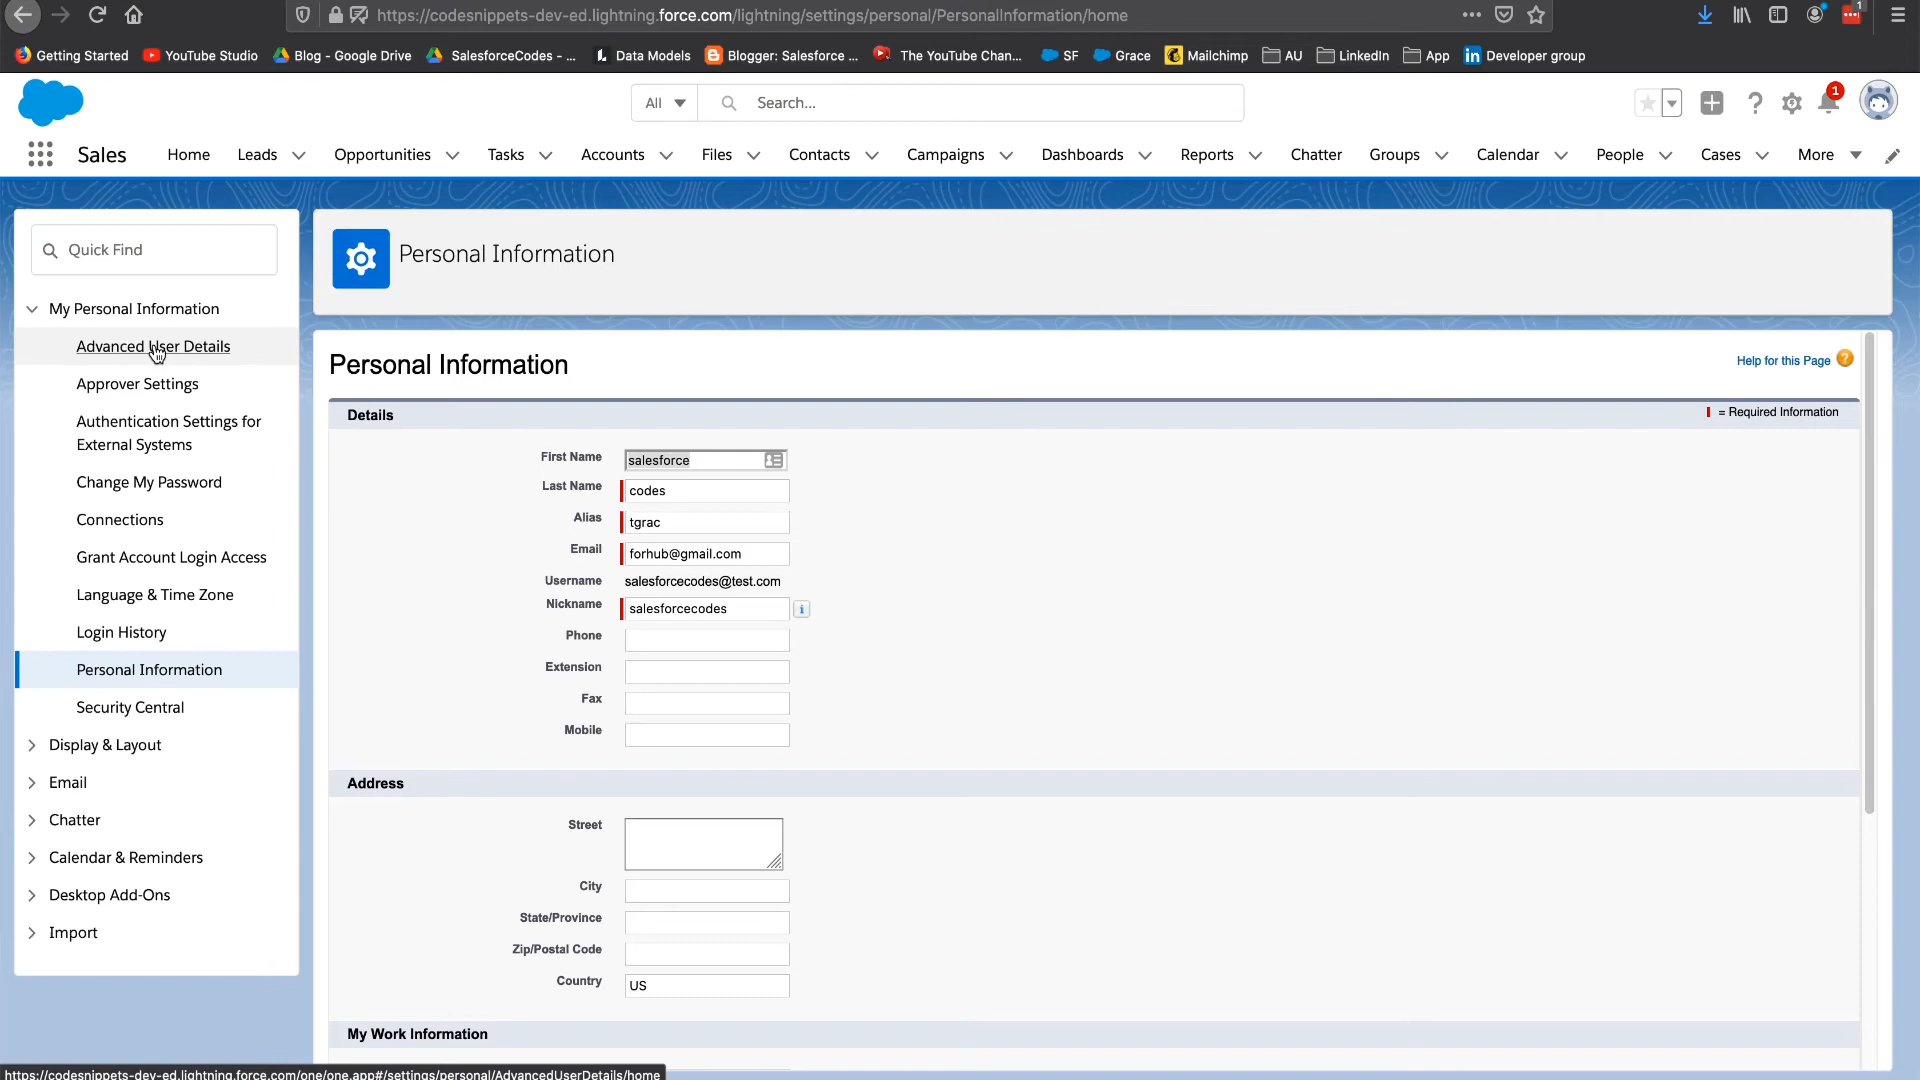 https://codesnippets-dev-ed.lightning.force.com/lightning/settings/personal/PersonalInformation/home
1
Getting Started YouTube Studio Blog - Google Drive SalesforceCodes - ... Data Models Blogger: Salesforce ... The YouTube Chan... SF Grace Mailchimp AU LinkedIn App Developer group
All Search... 1
Sales Home Leads Opportunities Tasks Accounts Files Contacts Campaigns Dashboards Reports Chatter Groups Calendar People Cases More
Quick Find
My Personal Information
Advanced User Details
Approver Settings
Authentication Settings for
External Systems
Change My Password
Connections
Grant Account Login Access
Language & Time Zone
Login History
Personal Information
Security Central
Display & Layout
Email
Chatter
Calendar & Reminders
Desktop Add-Ons
Import
Personal Information
Personal Information
Help for this Page
Details
= Required Information
First Name salesforce
Last Name codes
Alias tgrac
Email forhub@gmail.com
Username salesforcecodes@test.com
Nickname salesforcecodes
Phone
Extension
Fax
Mobile
Address
Street
City
State/Province
Zip/Postal Code
Country US
My Work Information
https://codesnippets-dev-ed.lightning.force.com/one/one.app#/settings/personal/AdvancedUserDetails/home